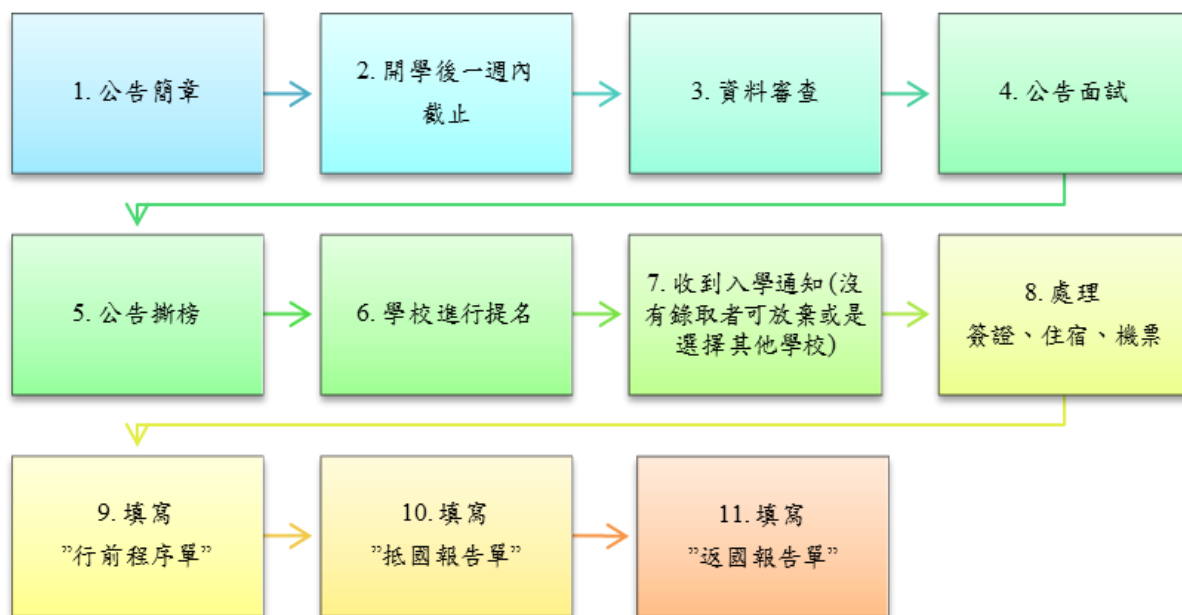 1. 公告簡章
2. 開學後一週內
截止
3. 資料審查
4. 公告面試
5. 公告撕榜
6. 學校進行提名
7. 收到入學通知(沒
有錄取者可放棄或是
選擇其他學校)
8. 處理
簽證、住宿、機票
9. 填寫
”行前程序單”
10. 填寫
”抵國報告單”
11. 填寫
”返國報告單”